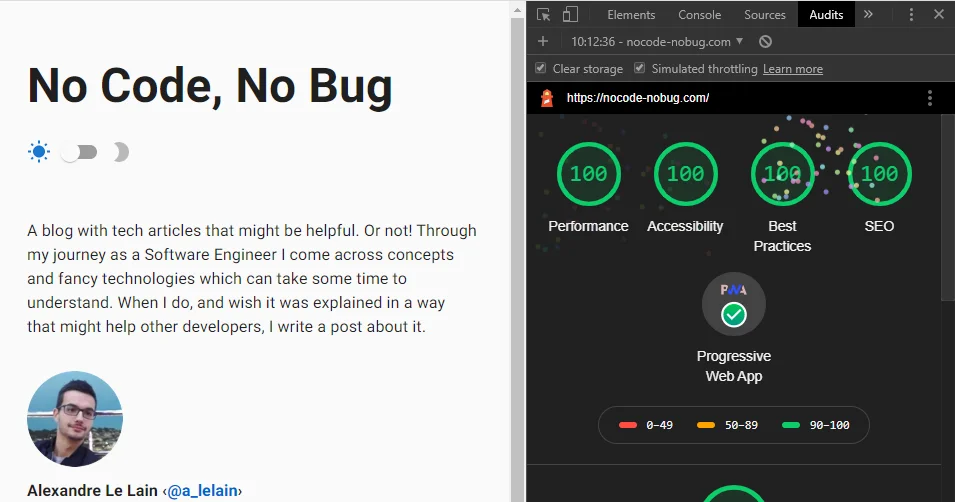 No Code, No Bug
A blog with tech articles that might be helpful. Or not! Through
my journey as a Software Engineer I come across concepts
and fancy technologies which can take some time to
understand. When I do, and wish it was explained in a way
that might help other developers, I write a post about it.
Alexandre Le Lain ‹@a_lelain›
Elements Console Sources Audits »
+ 10:12:36 - nocode-nobug.com
Clear storage Simulated throttling Learn more
https://nocode-nobug.com/
100 100 100 100
Performance Accessibility Best SEO
Practices
PWA
Progressive
Web App
0–49 50–89 90–100